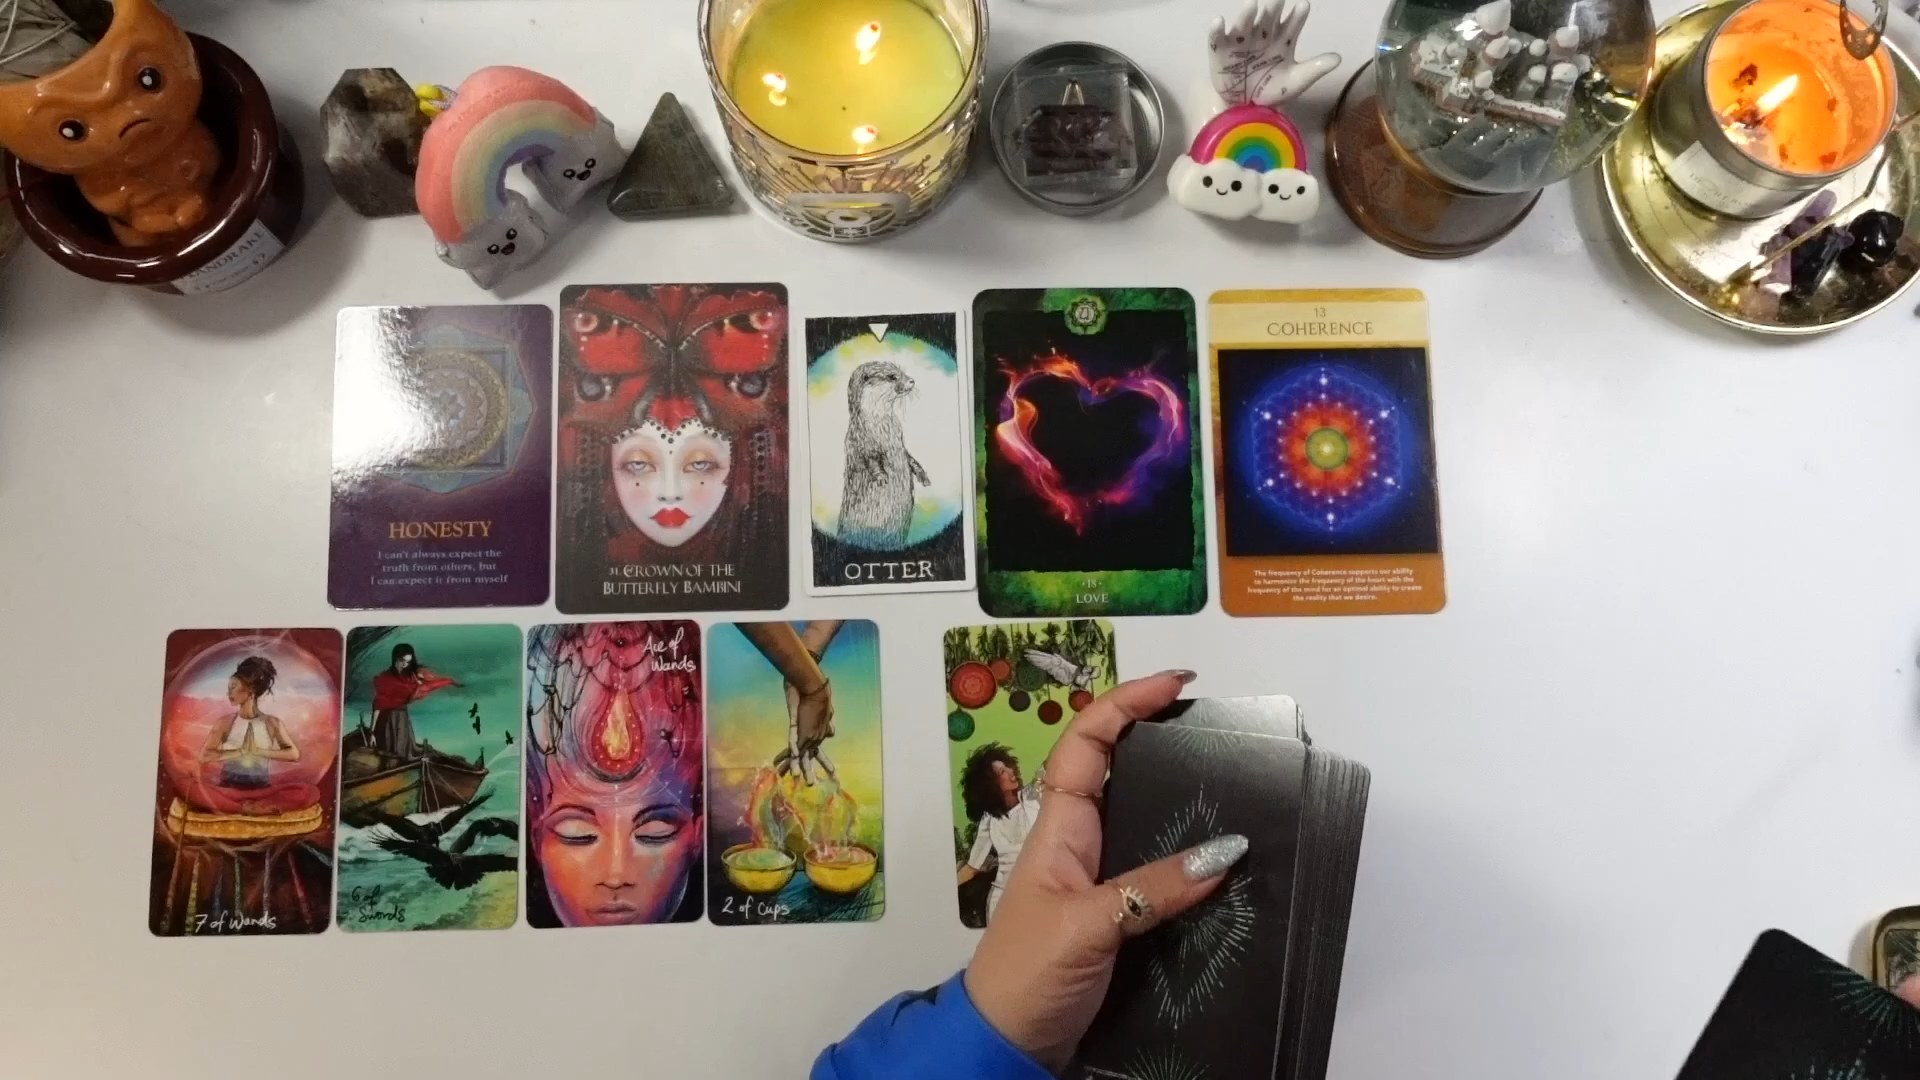 MANDRAKE
HONESTY
I can't always expect the
truth from others, but
I can expect it from myself
31. CROWN OF THE
BUTTERFLY BAMBINI
OTTER
·18·
LOVE
13
COHERENCE
The frequency of Coherence supports our ability
to harmonize the frequency of the heart with the
frequency of the mind for an optimal ability to create
the reality that we desire.
7 of Wands
6 of
Swords
Ace of
Wands
2 of Cups